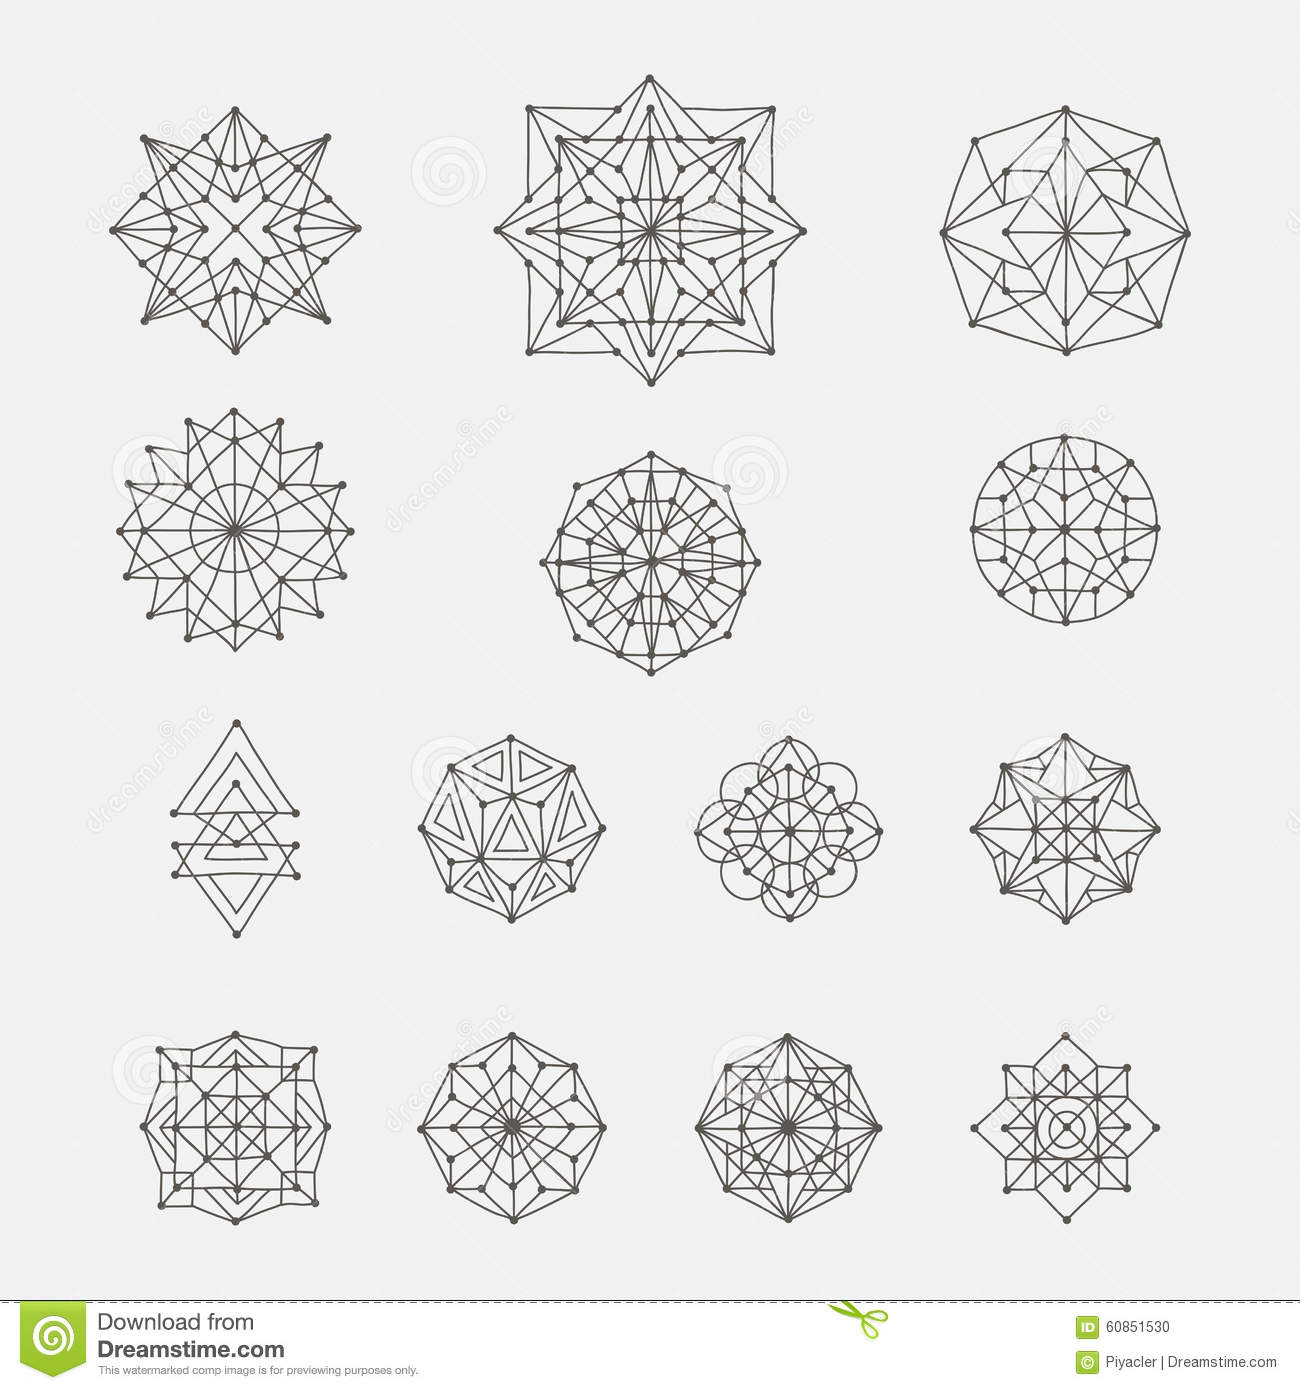 Download from
Dreamstime.com
This watermarked comp image is for previewing purposes only.
ID 60851530
© Piyacler | Dreamstime.com